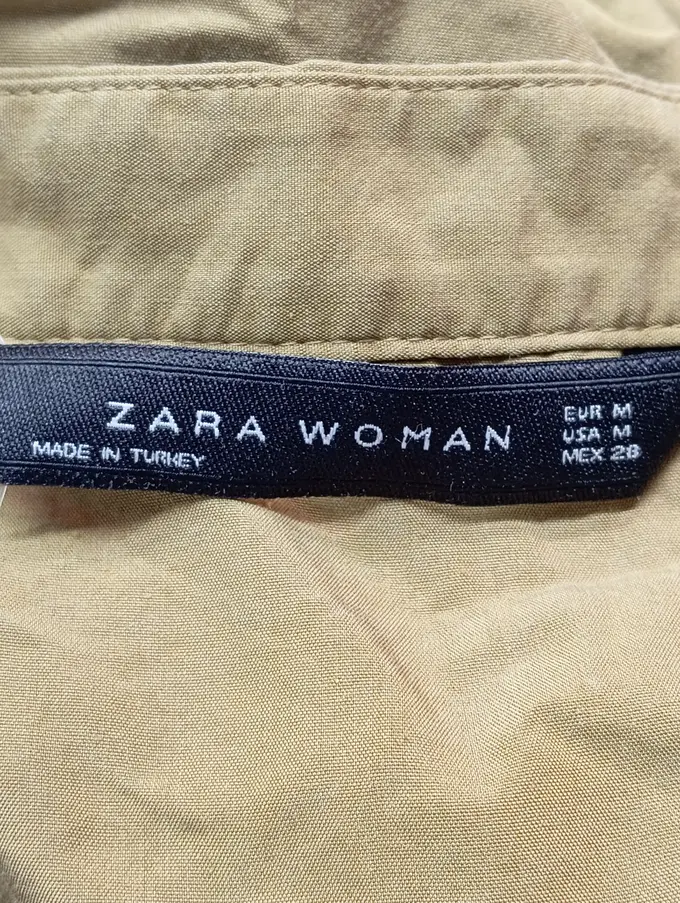 ZARA WOMAN
MADE IN TURKEY
EUR M
USA M
MEX 28